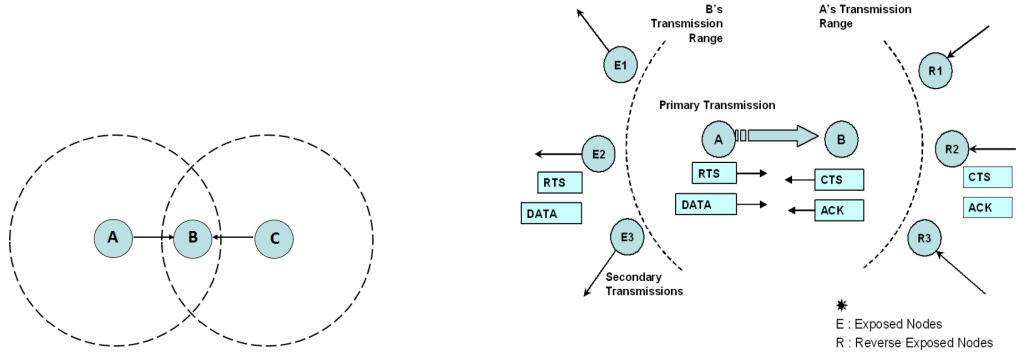 A
B
C
B's
Transmission
Range
A's Transmission
Range
E1
R1
Primary Transmission
A
B
E2
R2
RTS
CTS
RTS
CTS
DATA
ACK
DATA
ACK
E3
R3
Secondary
Transmissions
E : Exposed Nodes
R : Reverse Exposed Nodes